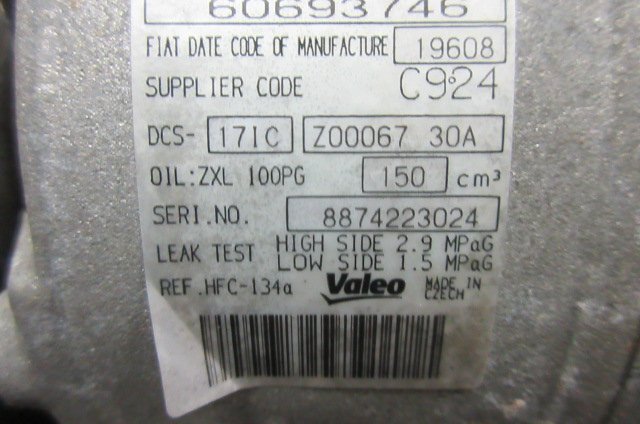 60693746
FIAT DATE CODE OF MANUFACTURE 19608
SUPPLIER CODE C924
DCS- 17IC Z00067 30A
OIL:ZXL 100PG 150 cm³
SERI.NO. 8874223024
LEAK TEST HIGH SIDE 2.9 MPaG
LOW SIDE 1.5 MPaG
REF.HFC-134a Valeo MADE IN
CZECH